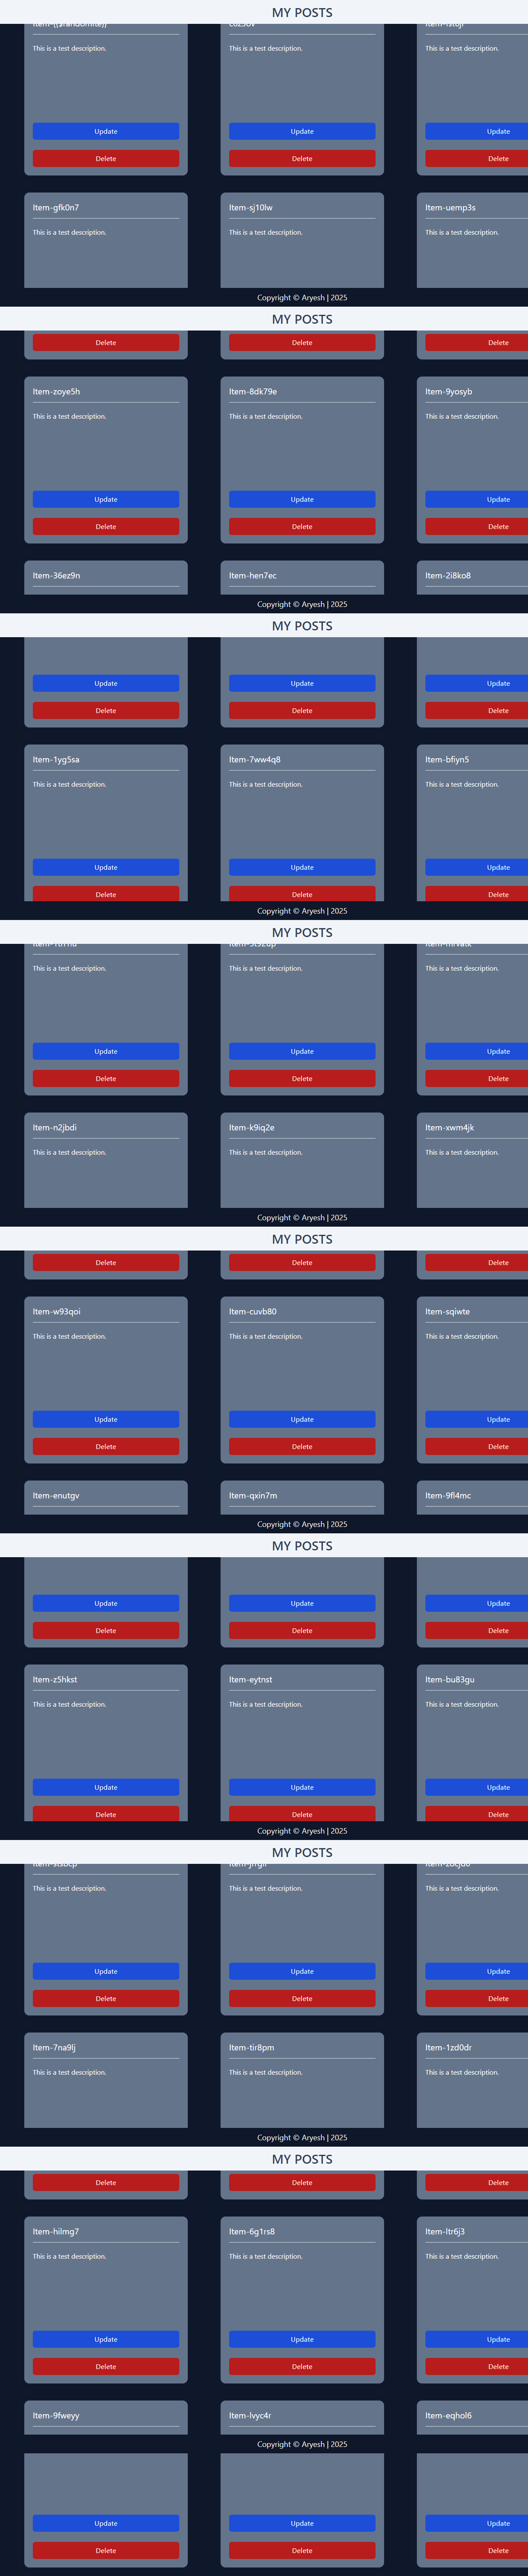 MY POSTS
This is a test description. This is a test description. This is a test description.
Update Update Update
Delete Delete Delete
Item-gfk0n7 Item-sj10lw Item-uemp3s
This is a test description. This is a test description. This is a test description.
Copyright © Aryesh | 2025
MY POSTS
Delete Delete Delete
Item-zoye5h Item-8dk79e Item-9yosyb
This is a test description. This is a test description. This is a test description.
Update Update Update
Delete Delete Delete
Item-36ez9n Item-hen7ec Item-2i8ko8
Copyright © Aryesh | 2025
MY POSTS
Update Update Update
Delete Delete Delete
Item-1yg5sa Item-7ww4q8 Item-bfiyn5
This is a test description. This is a test description. This is a test description.
Update Update Update
Delete Delete Delete
Copyright © Aryesh | 2025
MY POSTS
This is a test description. This is a test description. This is a test description.
Update Update Update
Delete Delete Delete
Item-n2jbdi Item-k9iq2e Item-xwm4jk
This is a test description. This is a test description. This is a test description.
Copyright © Aryesh | 2025
MY POSTS
Delete Delete Delete
Item-w93qoi Item-cuvb80 Item-sqiwte
This is a test description. This is a test description. This is a test description.
Update Update Update
Delete Delete Delete
Item-enutgv Item-qxin7m Item-9fl4mc
Copyright © Aryesh | 2025
MY POSTS
Update Update Update
Delete Delete Delete
Item-z5hkst Item-eytnst Item-bu83gu
This is a test description. This is a test description. This is a test description.
Update Update Update
Delete Delete Delete
Copyright © Aryesh | 2025
MY POSTS
This is a test description. This is a test description. This is a test description.
Update Update Update
Delete Delete Delete
Item-7na9lj Item-tir8pm Item-1zd0dr
This is a test description. This is a test description. This is a test description.
Copyright © Aryesh | 2025
MY POSTS
Delete Delete Delete
Item-hilmg7 Item-6g1rs8 Item-ltr6j3
This is a test description. This is a test description. This is a test description.
Update Update Update
Delete Delete Delete
Item-9fweyy Item-lvyc4r Item-eqhol6
Copyright © Aryesh | 2025
Update Update Update
Delete Delete Delete